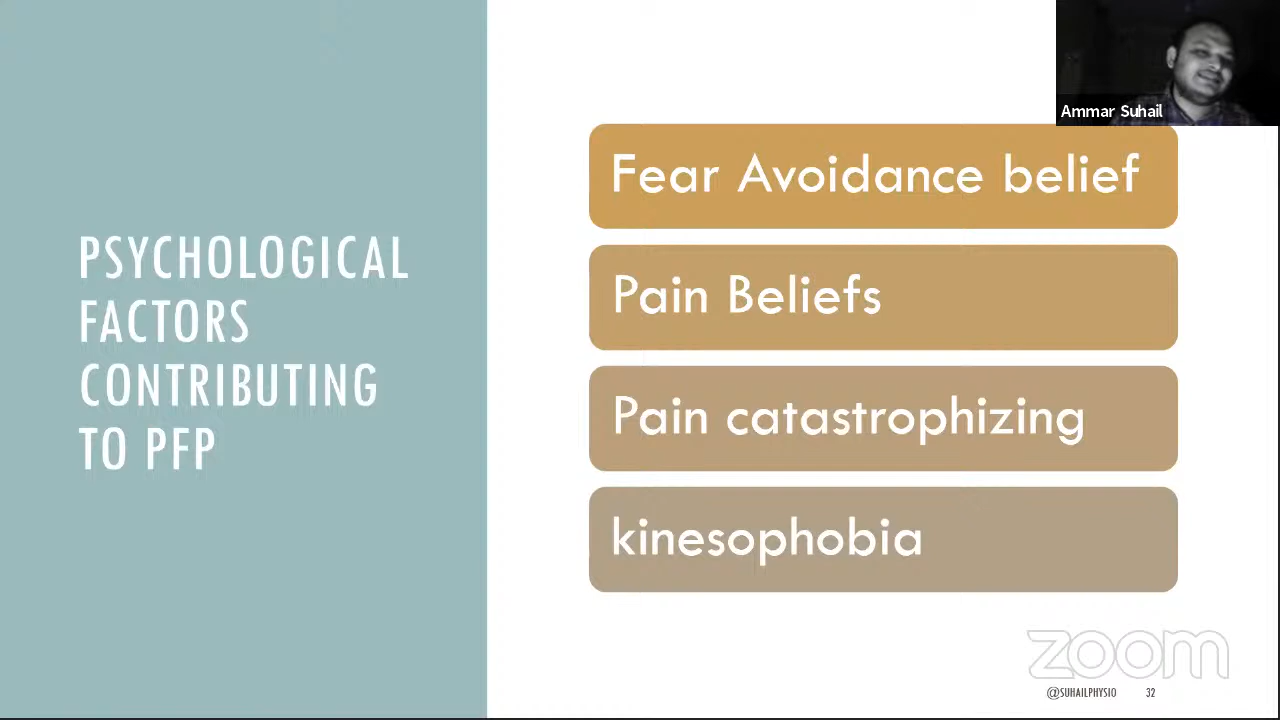 Ammar Suhail
PSYCHOLOGICAL
FACTORS
CONTRIBUTING
TO PFP
Fear Avoidance belief
Pain Beliefs
Pain catastrophizing
kinesophobia
zoom
@SUHAILPHYSIO 32